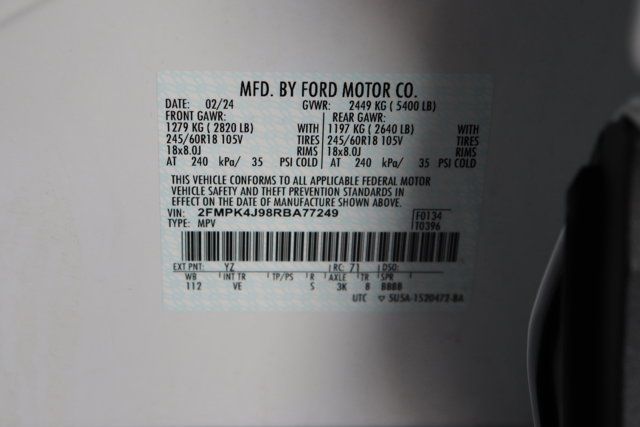 MFD. BY FORD MOTOR CO.
DATE: 02/24 GVWR: 2449 KG ( 5400 LB)
FRONT GAWR: REAR GAWR:
1279 KG ( 2820 LB) WITH 1197 KG ( 2640 LB) WITH
245/60R18 105V TIRES 245/60R18 105V TIRES
18x8.0J RIMS 18x8.0J RIMS
AT 240 kPa/ 35 PSI COLD AT 240 kPa/ 35 PSI COLD
THIS VEHICLE CONFORMS TO ALL APPLICABLE FEDERAL MOTOR
VEHICLE SAFETY AND THEFT PREVENTION STANDARDS IN
EFFECT ON THE DATE OF MANUFACTURE SHOWN ABOVE.
VIN: 2FMPK4J98RBA77249 F0134
TYPE: MPV T0396
EXT PNT: YZ RC: 71 DSO:
WB INT TR TP/PS R AXLE TR SPR
112 VE S 3K 8 BBBB
UTC ▽ SU5A-1520472-BA